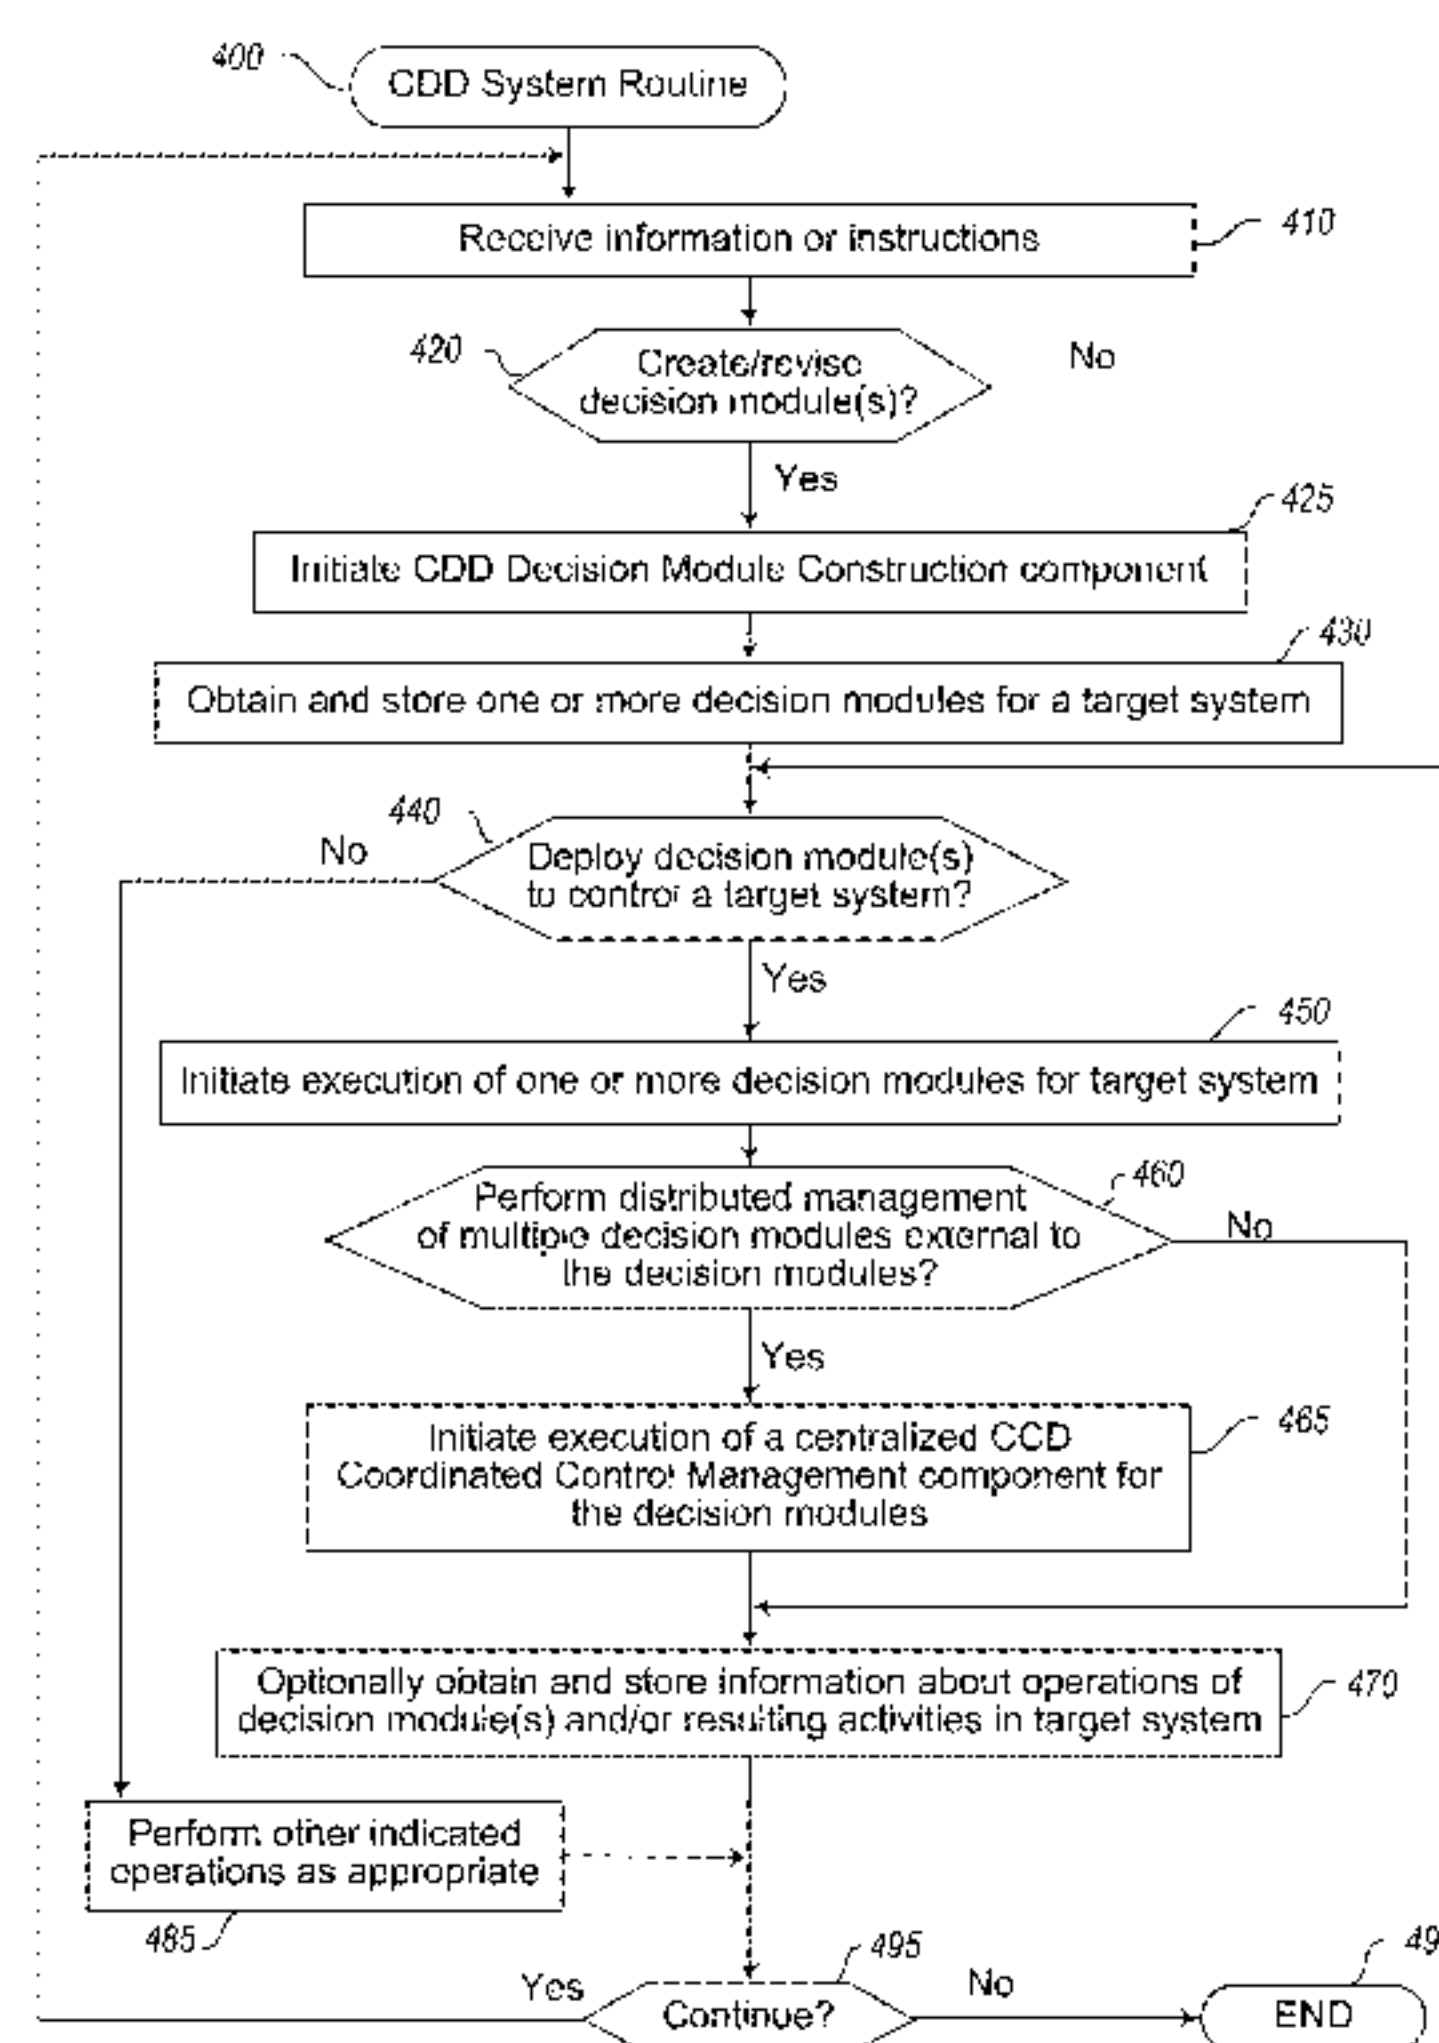 400
CDD System Routine
Receive information or instructions
410
420
Create/revise
decision module(s)?
No
Yes
425
Initiate CDD Decision Module Construction component
430
Obtain and store one or more decision modules for a target system
440
No
Deploy decision module(s)
to control a target system?
Yes
450
Initiate execution of one or more decision modules for target system
460
Perform distributed management
of multiple decision modules external to
the decision modules?
No
Yes
465
Initiate execution of a centralized CCD
Coordinated Control Management component for
the decision modules
Optionally obtain and store information about operations of
decision module(s) and/or resulting activities in target system
470
Perform other indicated
operations as appropriate
485
495
Yes
Continue?
No
49
END